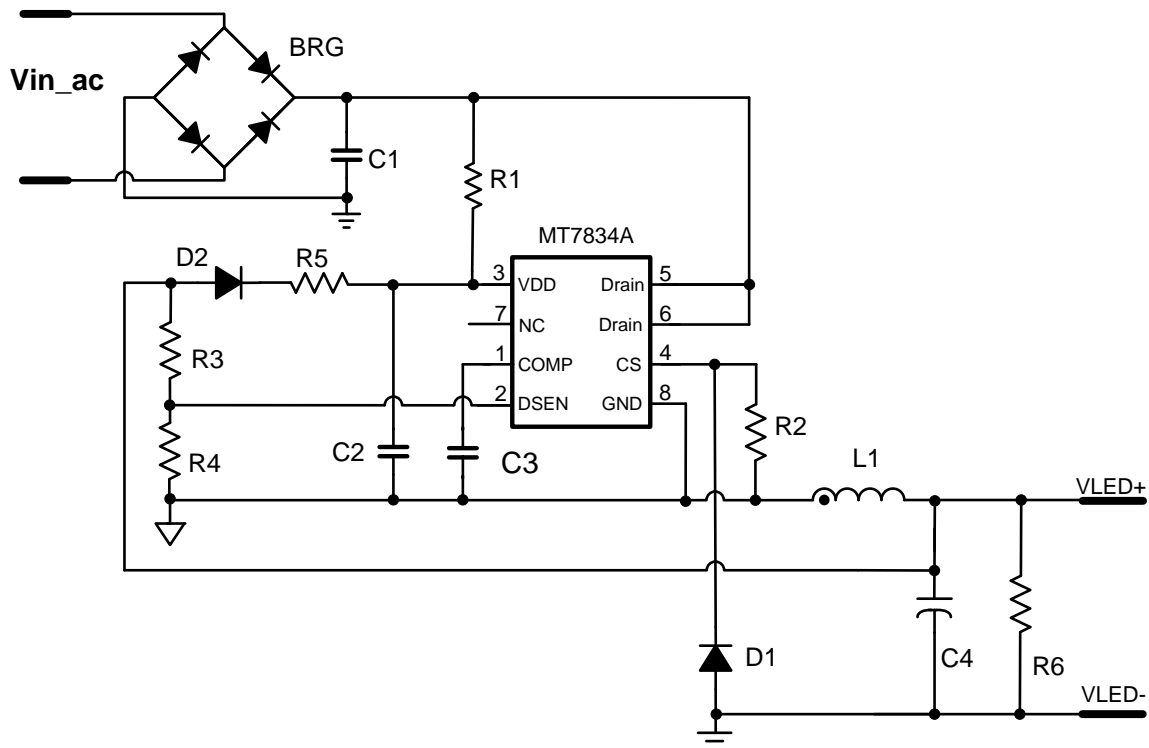 BRG
Vin_ac
C1
R1
MT7834A
D2
R5
3 VDD Drain 5
7 NC Drain 6
1 COMP CS 4
2 DSEN GND 8
R3
R4
C2
C3
R2
L1
VLED+
D1
C4
R6
VLED-